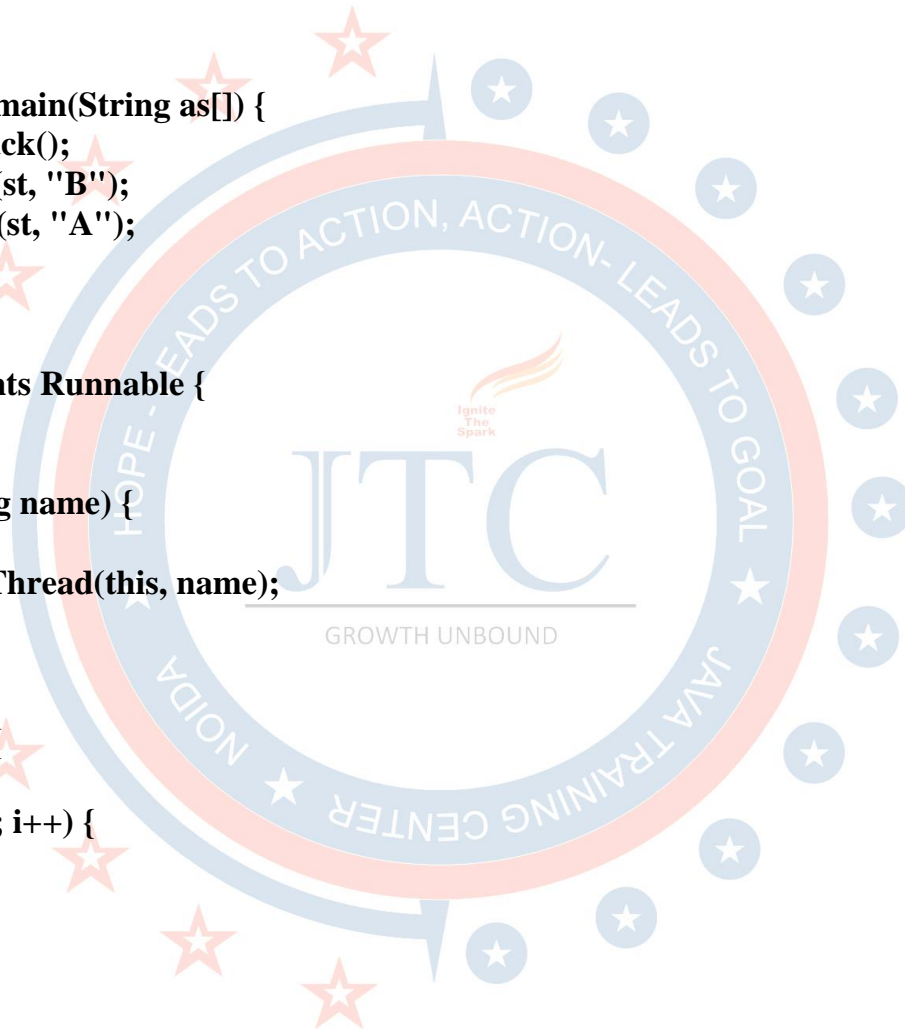 main(String as[]) {
ck();
(st, "B");
(st, "A");
nts Runnable {
g name) {
Thread(this, name);
; i++) {
HOPE - LEADS TO ACTION, ACTION- LEADS TO GOAL
Ignite
The
Spark
JTC
GROWTH UNBOUND
NOIDA
JAVA TRAINING CENTER